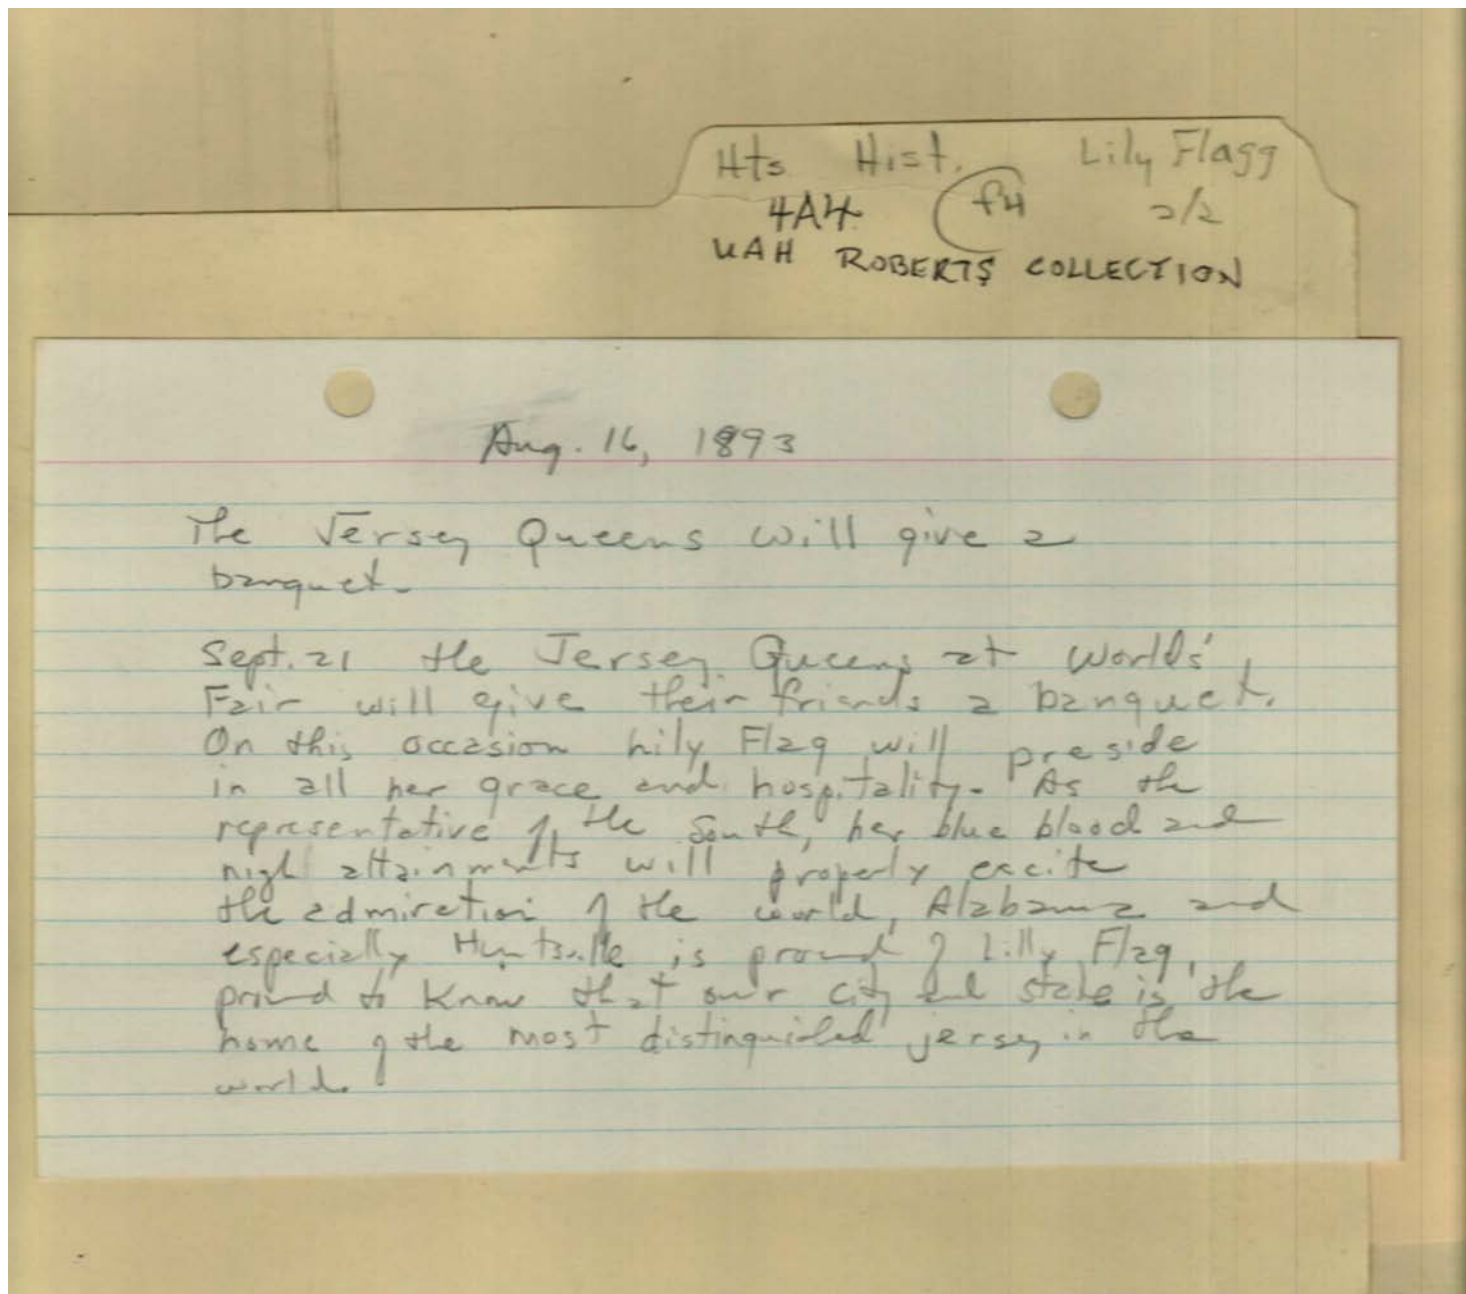 Hts Hist. Lily Flagg
4A4 f4 2/2
UAH ROBERTS COLLECTION
Aug. 16, 1893
The Jersey Queens will give a
banquet.
Sept. 21 the Jersey Queens at World's
Fair will give their friends a banquet.
On this occasion Lily Flag will preside
in all her grace and hospitality. As the
representative of the South, her blue blood and
high attainments will properly excite
the admiration of the world, Alabama and
especially Huntsville is proud of Lilly Flag,
proud to know that our city and state is the
home of the most distinguished jersey in the
world.